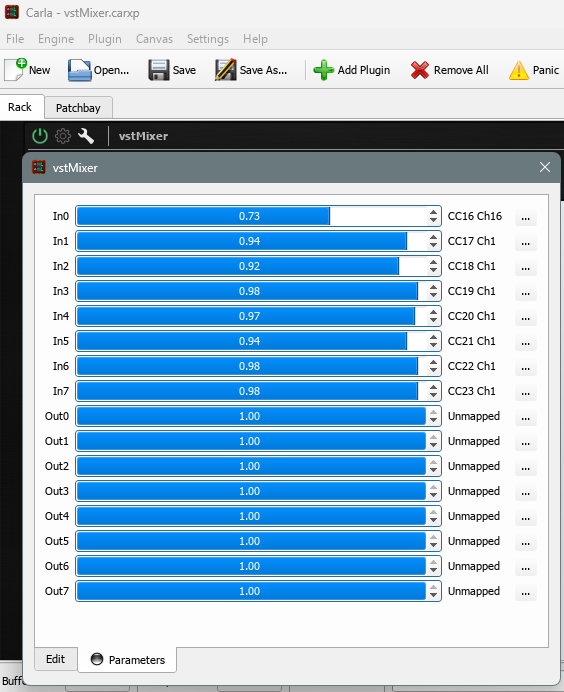 Carla - vstMixer.carxp
File Engine Plugin Canvas Settings Help
New Open... Save Save As... Add Plugin Remove All Panic
Rack Patchbay
vstMixer
vstMixer
In0 0.73 CC16 Ch16 ...
In1 0.94 CC17 Ch1 ...
In2 0.92 CC18 Ch1 ...
In3 0.98 CC19 Ch1 ...
In4 0.97 CC20 Ch1 ...
In5 0.94 CC21 Ch1 ...
In6 0.98 CC22 Ch1 ...
In7 0.98 CC23 Ch1 ...
Out0 1.00 Unmapped ...
Out1 1.00 Unmapped ...
Out2 1.00 Unmapped ...
Out3 1.00 Unmapped ...
Out4 1.00 Unmapped ...
Out5 1.00 Unmapped ...
Out6 1.00 Unmapped ...
Out7 1.00 Unmapped ...
Edit Parameters